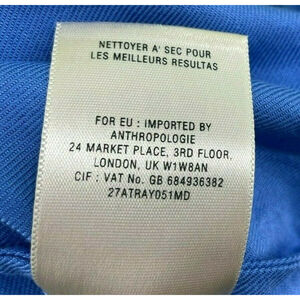 NETTOYER A' SEC POUR
LES MEILLEURS RESULTAS
FOR EU : IMPORTED BY
ANTHROPOLOGIE
24 MARKET PLACE, 3RD FLOOR,
LONDON, UK W1W8AN
CIF : VAT No. GB 684936382
27ATRAY051MD